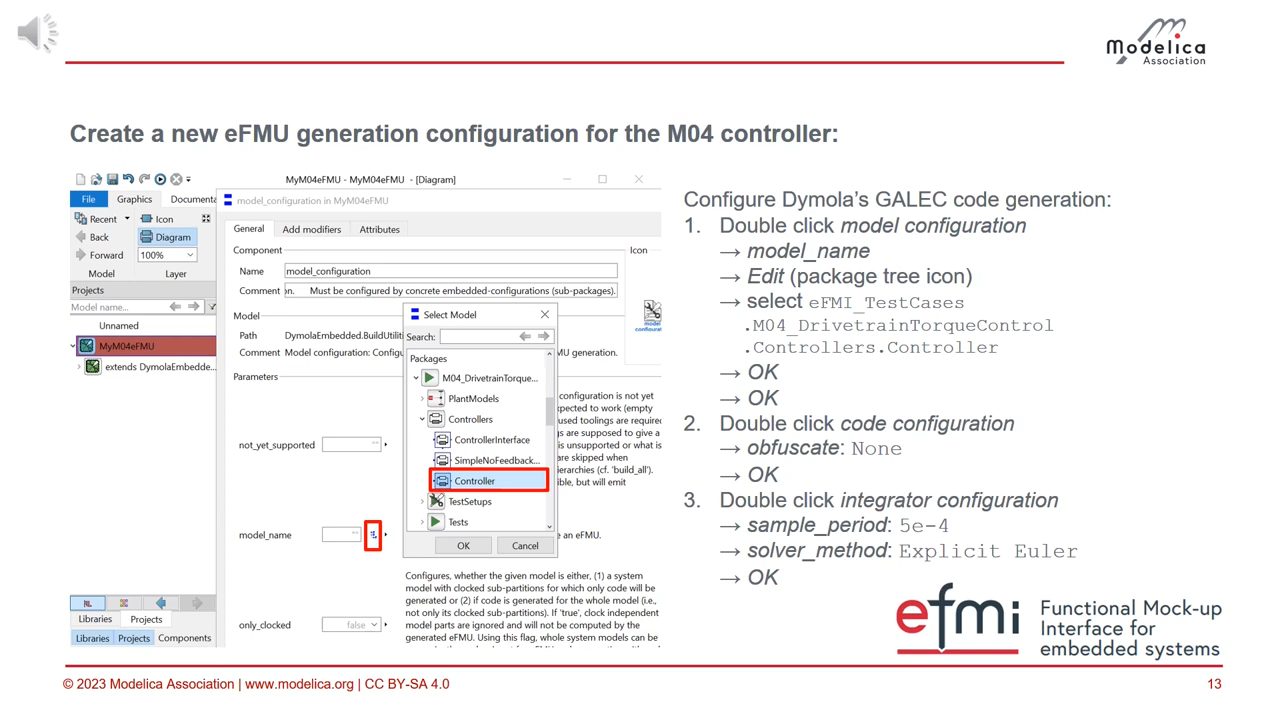 Modelica
Association
Create a new eFMU generation configuration for the M04 controller:
MyM04eFMU - MyM04eFMU - [Diagram]
File
Graphics
Documenta
model_configuration in MyM04eFMU
Recent
Icon
Back
Diagram
Forward
100%
Model
Layer
Projects
Model name...
Unnamed
MyM04eFMU
extends DymolaEmbedde...
Libraries
Projects
Libraries
Projects
Components
General
Add modifiers
Attributes
Component
Icon
Name
model_configuration
Comment
n. Must be configured by concrete embedded-configurations (sub-packages).
Model
Path
DymolaEmbedded.BuildUtiliti
Comment
Model configuration: Configu
MU generation.
model
configurat
Parameters
configuration is not yet
xpected to work (empty
used toolings are required
gs are supposed to give a
is unsupported or what is
are skipped when
erarchies (cf. 'build_all').
ible, but will emit
not_yet_supported
model_name
e an eFMU.
Configures, whether the given model is either, (1) a system
model with clocked sub-partitions for which only code will be
generated or (2) if code is generated for the whole model (i.e.,
not only its clocked sub-partitions). If 'true', clock independent
model parts are ignored and will not be computed by the
generated eFMU. Using this flag, whole system models can be
only_clocked
false
Select Model
Search:
Packages
M04_DrivetrainTorque...
PlantModels
Controllers
ControllerInterface
SimpleNoFeedback...
Controller
TestSetups
Tests
OK
Cancel
Configure Dymola's GALEC code generation:
1. Double click model configuration
→ model_name
→ Edit (package tree icon)
→ select eFMI_TestCases
.M04_DrivetrainTorqueControl
.Controllers.Controller
→ OK
→ OK
2. Double click code configuration
→ obfuscate: None
→ OK
3. Double click integrator configuration
→ sample_period: 5e-4
→ solver_method: Explicit Euler
→ OK
efmi
Functional Mock-up
Interface for
embedded systems
© 2023 Modelica Association | www.modelica.org | CC BY-SA 4.0
13